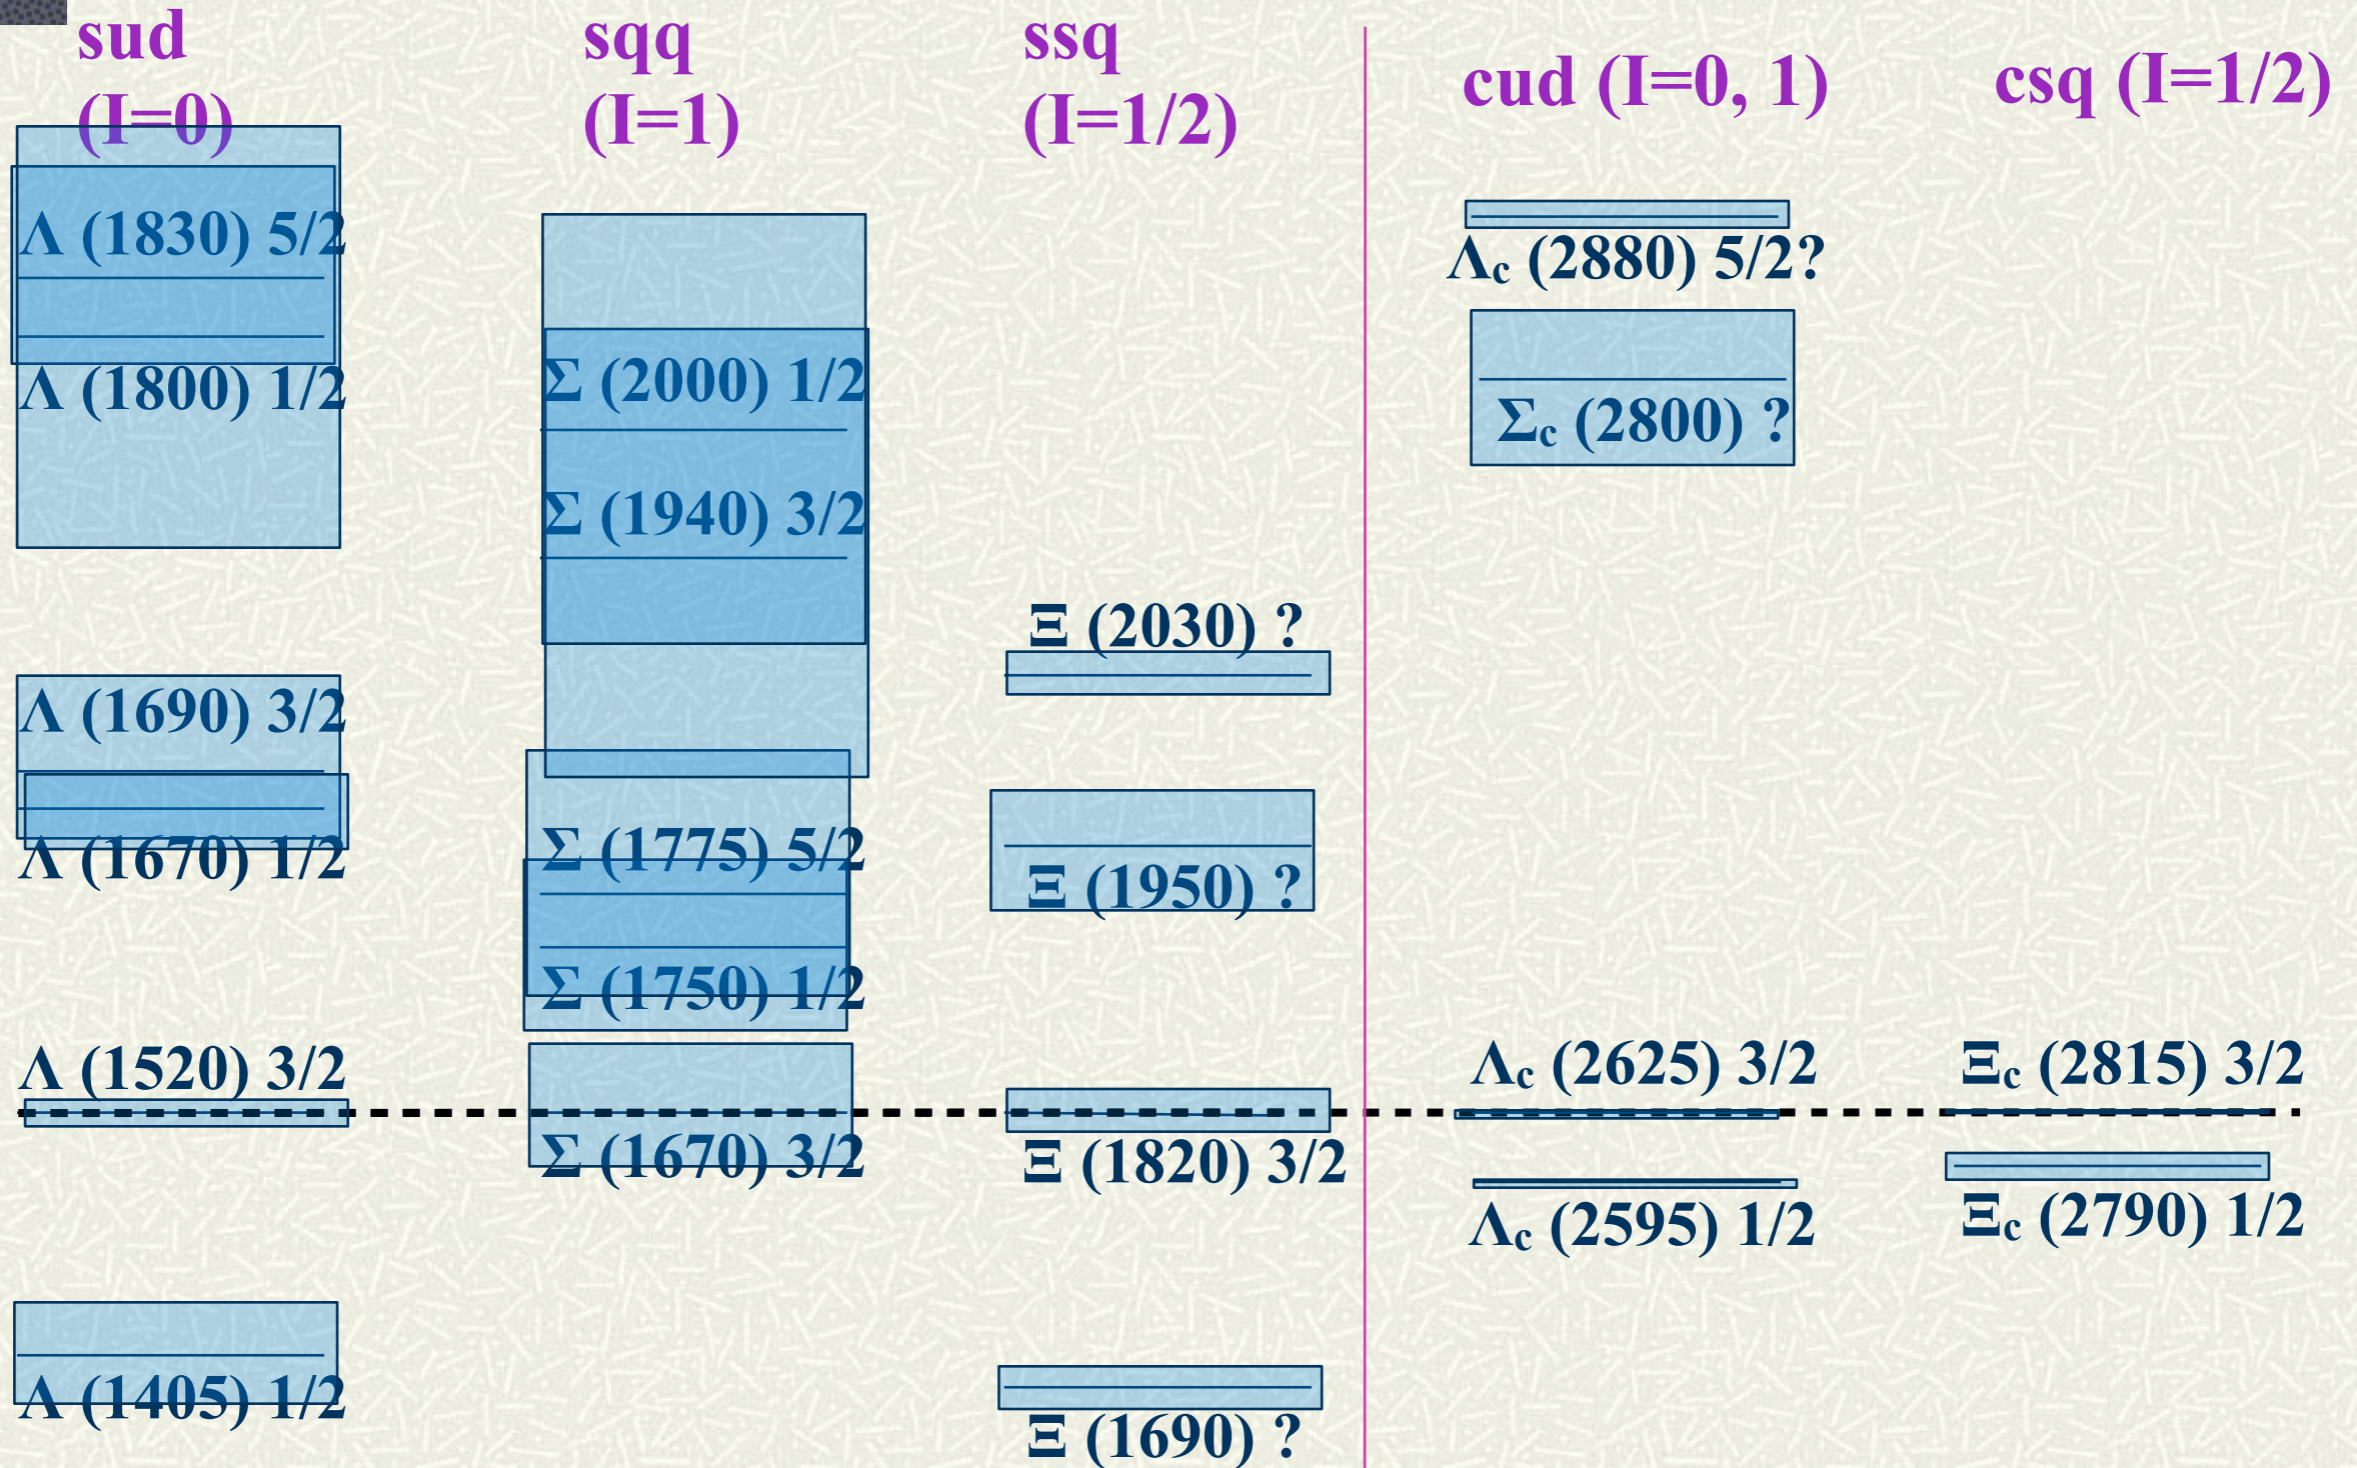 sud
(I=0)
Λ (1830) 5/2
Λ (1800) 1/2
Λ (1690) 3/2
Λ (1670) 1/2
Λ (1520) 3/2
Λ (1405) 1/2
sqq
(I=1)
Σ (2000) 1/2
Σ (1940) 3/2
Σ (1775) 5/2
Σ (1750) 1/2
Σ (1670) 3/2
ssq
(I=1/2)
Ξ (2030) ?
Ξ (1950) ?
Ξ (1820) 3/2
Ξ (1690) ?
cud (I=0, 1)
Λc (2880) 5/2?
Σc (2800) ?
Λc (2625) 3/2
Λc (2595) 1/2
csq (I=1/2)
Ξc (2815) 3/2
Ξc (2790) 1/2